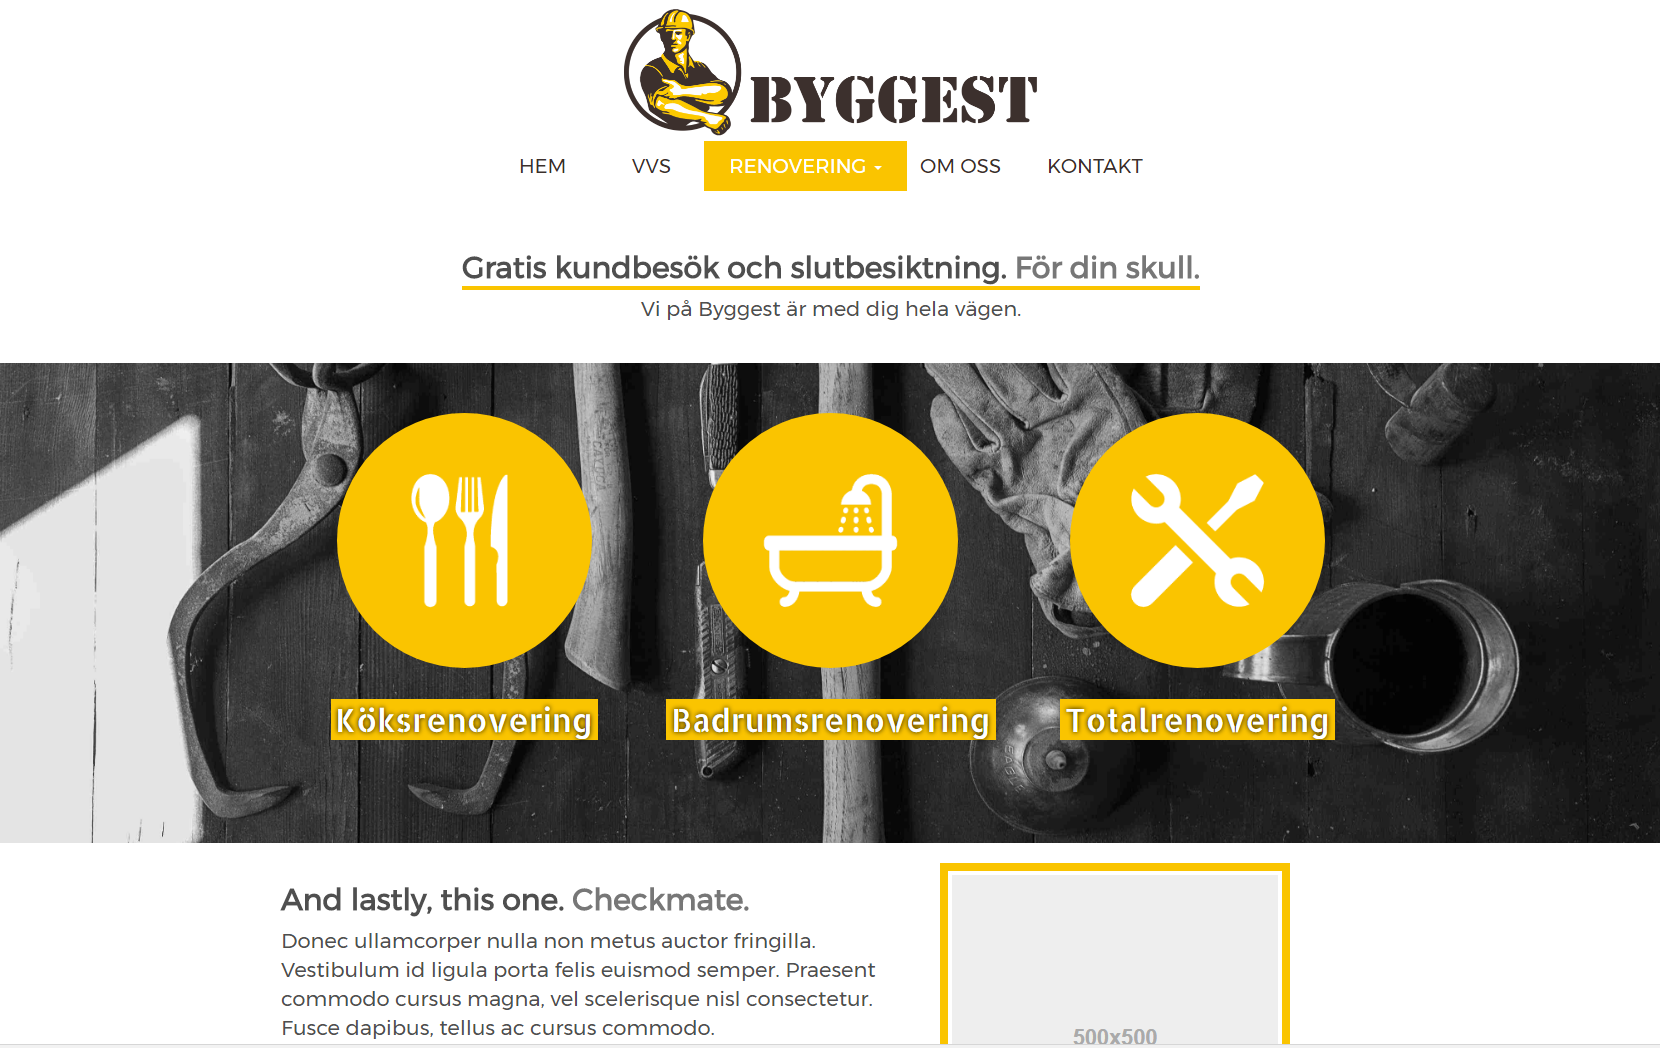 BYGGEST
HEM VVS RENOVERING OM OSS KONTAKT
Gratis kundbesök och slutbesiktning. För din skull.
Vi på Byggest är med dig hela vägen.
Köksrenovering Badrumsrenovering Totalrenovering
And lastly, this one. Checkmate.
Donec ullamcorper nulla non metus auctor fringilla.
Vestibulum id ligula porta felis euismod semper. Praesent
commodo cursus magna, vel scelerisque nisl consectetur.
Fusce dapibus, tellus ac cursus commodo.
500x500